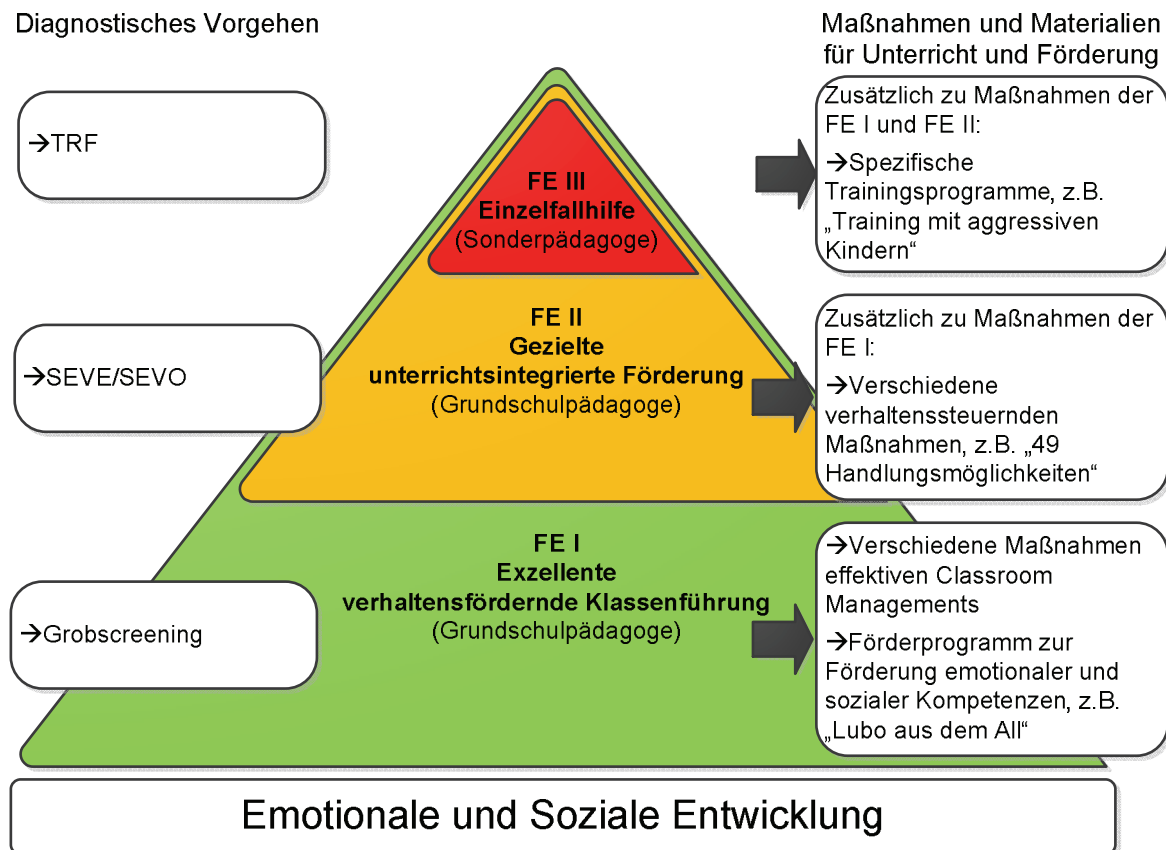 Diagnostisches Vorgehen
Maßnahmen und Materialien
für Unterricht und Förderung
→TRF
FE III
Einzelfallhilfe
(Sonderpädagoge)
Zusätzlich zu Maßnahmen der
FE I und FE II:
→Spezifische
Trainingsprogramme, z.B.
„Training mit aggressiven
Kindern“
→SEVE/SEVO
FE II
Gezielte
unterrichtsintegrierte Förderung
(Grundschulpädagoge)
Zusätzlich zu Maßnahmen der
FE I:
→Verschiedene
verhaltenssteuernden
Maßnahmen, z.B. „49
Handlungsmöglichkeiten“
→Grobscreening
FE I
Exzellente
verhaltensfördernde Klassenführung
(Grundschulpädagoge)
→Verschiedene Maßnahmen
effektiven Classroom
Managements
→Förderprogramm zur
Förderung emotionaler und
sozialer Kompetenzen, z.B.
„Lubo aus dem All“
Emotionale und Soziale Entwicklung